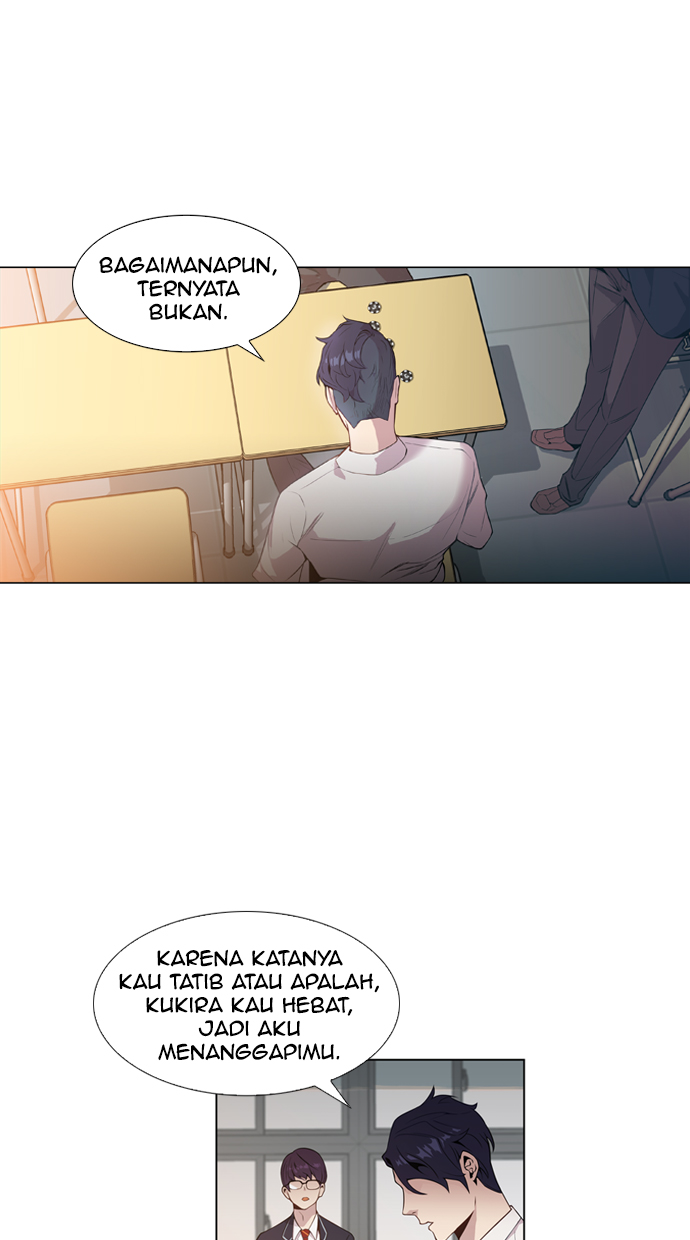 BAGAIMANAPUN,
TERNYATA
BUKAN.
KARENA KATANYA
KAU TATIB ATAU APALAH,
KUKIRA KAU HEBAT,
JADI AKU
MENANGGAPIMU.